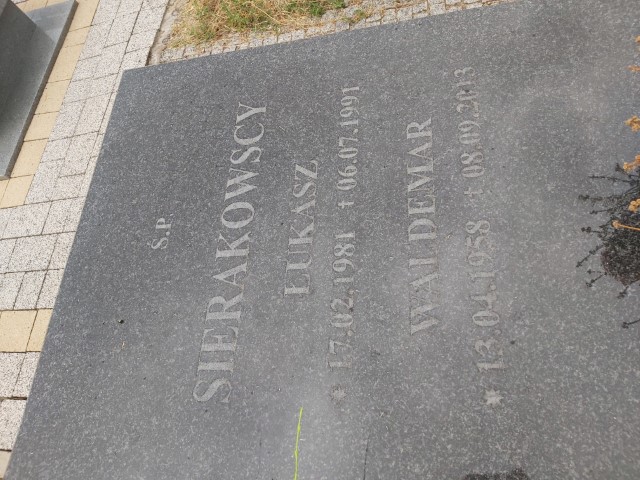 Ś.P.
SIERAKOWSCY
ŁUKASZ
* 17.02.1981 + 06.07.1991
WALDEMAR
* 13.04.1958 + 08.09.2013